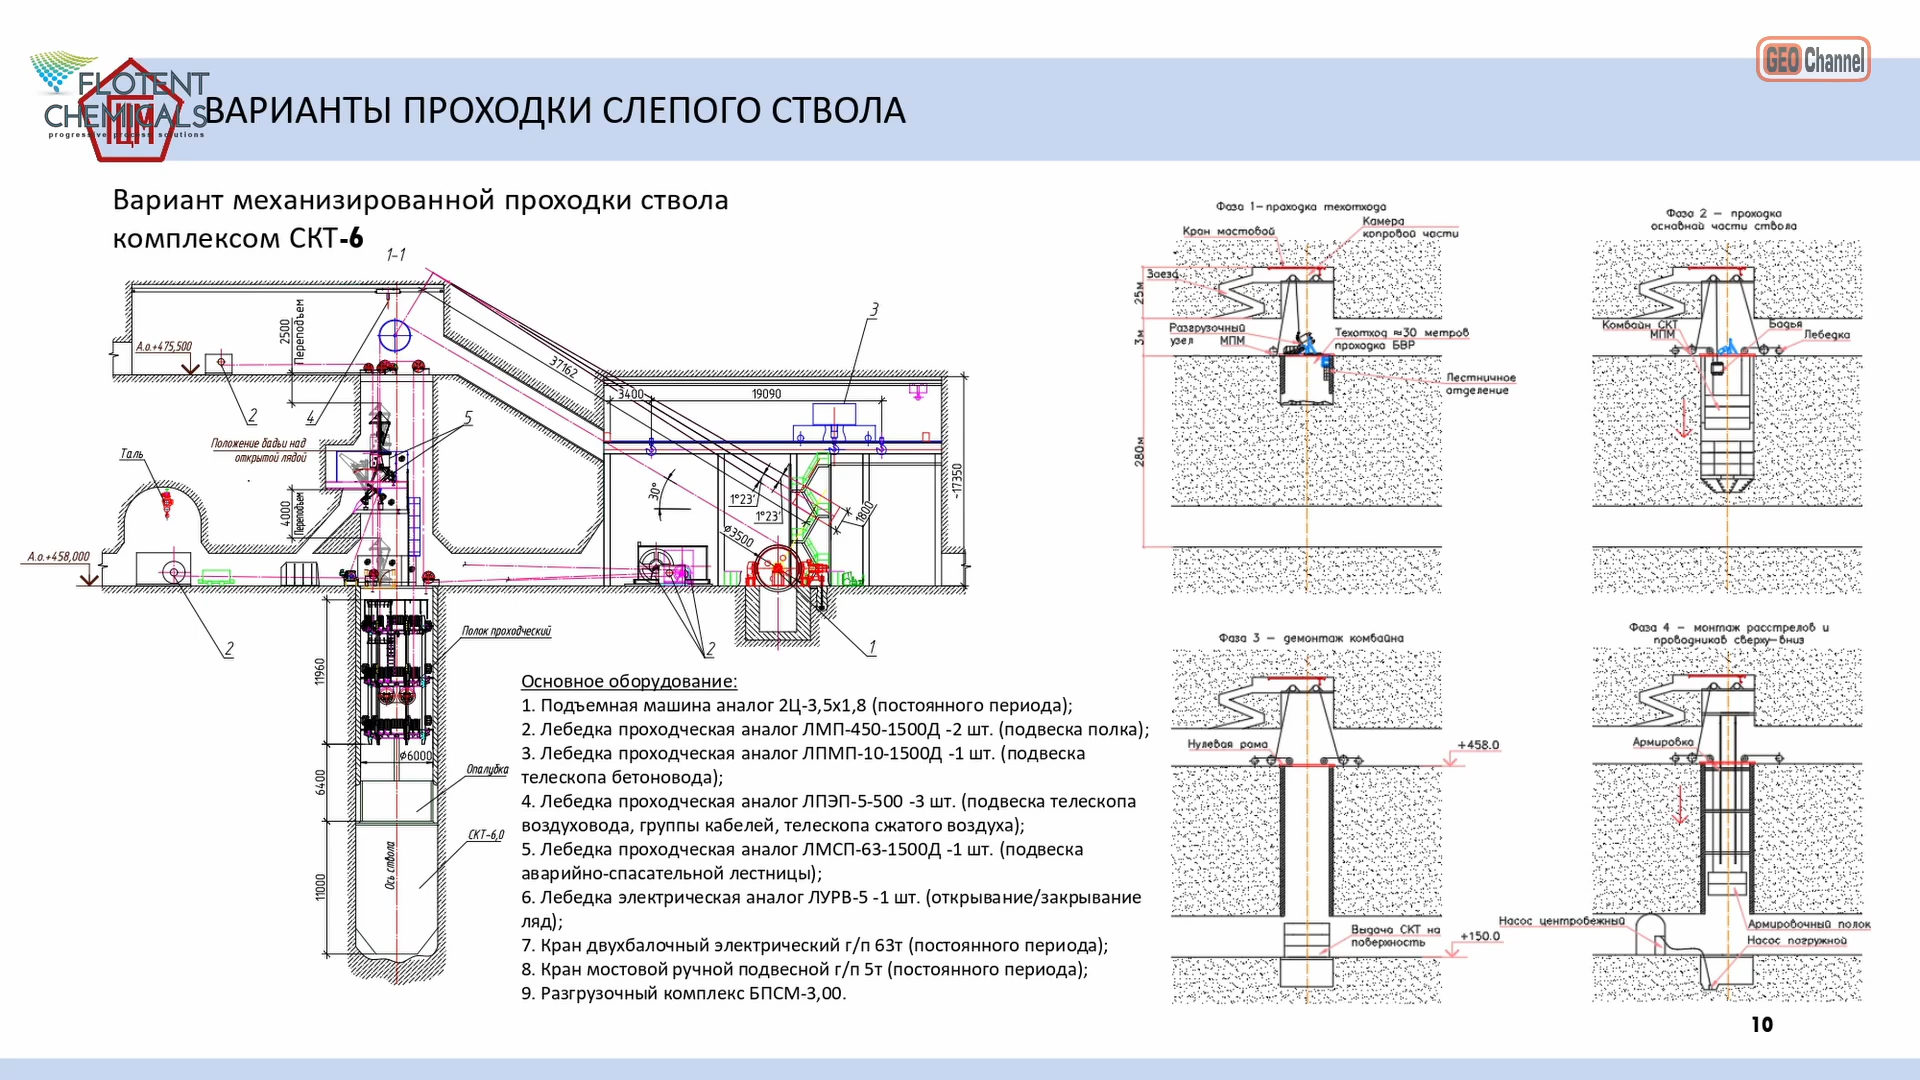 FLOTENT
CHEMICALS
progressive process solutions
ПЦМ
GEO Channel
ВАРИАНТЫ ПРОХОДКИ СЛЕПОГО СТВОЛА
Вариант механизированной проходки ствола
комплексом СКТ-6
1-1
А.о.+475,500
2500
Переподъем
37162
3
3400
19090
2
4
5
Положение бадьи над
открытой лядой
Таль
4000
Переподъем
30°
1°23'
1°23'
1800
ø3500
~17350
А.о.+458,000
2
2
1
Полок проходческий
11960
ø6000
6400
Опалубка
СКТ-6,0
Ось ствола
11000
Основное оборудование:
1. Подъемная машина аналог 2Ц-3,5х1,8 (постоянного периода);
2. Лебедка проходческая аналог ЛМП-450-1500Д -2 шт. (подвеска полка);
3. Лебедка проходческая аналог ЛПМП-10-1500Д -1 шт. (подвеска
телескопа бетоновода);
4. Лебедка проходческая аналог ЛПЭП-5-500 -3 шт. (подвеска телескопа
воздуховода, группы кабелей, телескопа сжатого воздуха);
5. Лебедка проходческая аналог ЛМСП-63-1500Д -1 шт. (подвеска
аварийно-спасательной лестницы);
6. Лебедка электрическая аналог ЛУРВ-5 -1 шт. (открывание/закрывание
ляд);
7. Кран двухбалочный электрический г/п 63т (постоянного периода);
8. Кран мостовой ручной подвесной г/п 5т (постоянного периода);
9. Разгрузочный комплекс БПСМ-3,00.
Фаза 1–проходка техотхода
Кран мастовой
Камера
копровой части
Заезд
25м
3м
280м
Разгрузочный
узел
МПМ
Техотход ≈30 метров
проходка БВР
Лестничное
отделение
Фаза 2 – проходка
основной части ствола
Комбайн СКТ
МПМ
Бадья
Лебедка
Фаза 3 – демонтаж комбайна
Нулевая рама
+458.0
Выдача СКТ на
поверхность
+150.0
Фаза 4 – монтаж расстрелов и
проводников сверху-вниз
Армировка
Насос центробежный
Армировочный полок
Насос погружной
10